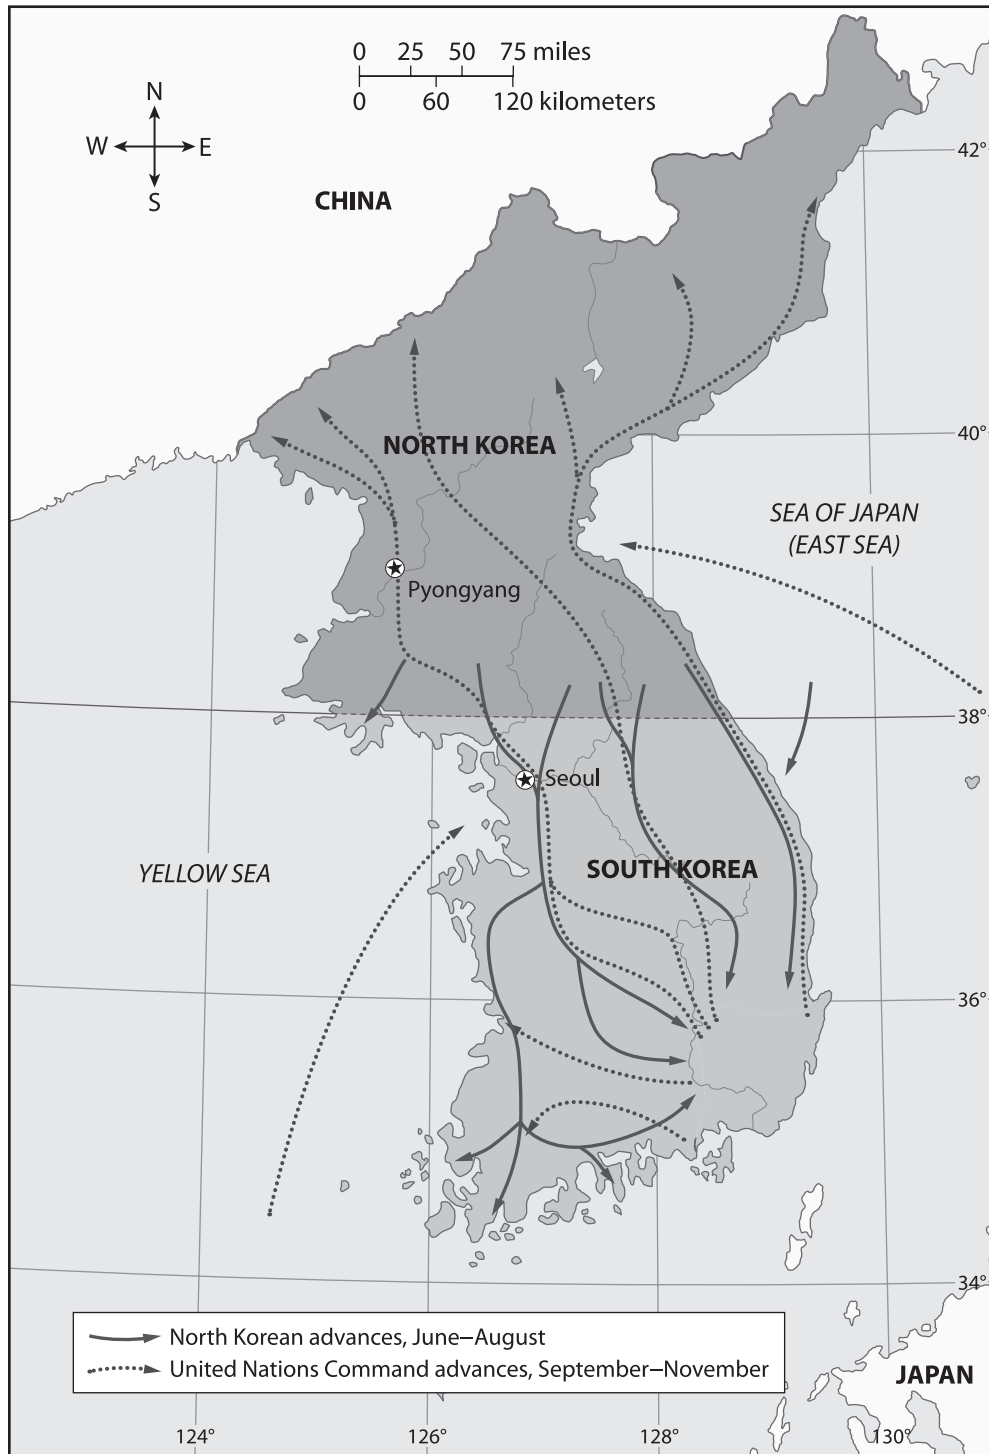 0 25 50 75 miles
0 60 120 kilometers
N
W E
S
42°
CHINA
40°
NORTH KOREA
SEA OF JAPAN
(EAST SEA)
Pyongyang
38°
Seoul
YELLOW SEA
SOUTH KOREA
36°
34°
North Korean advances, June–August
United Nations Command advances, September–November
JAPAN
124° 126° 128° 130°